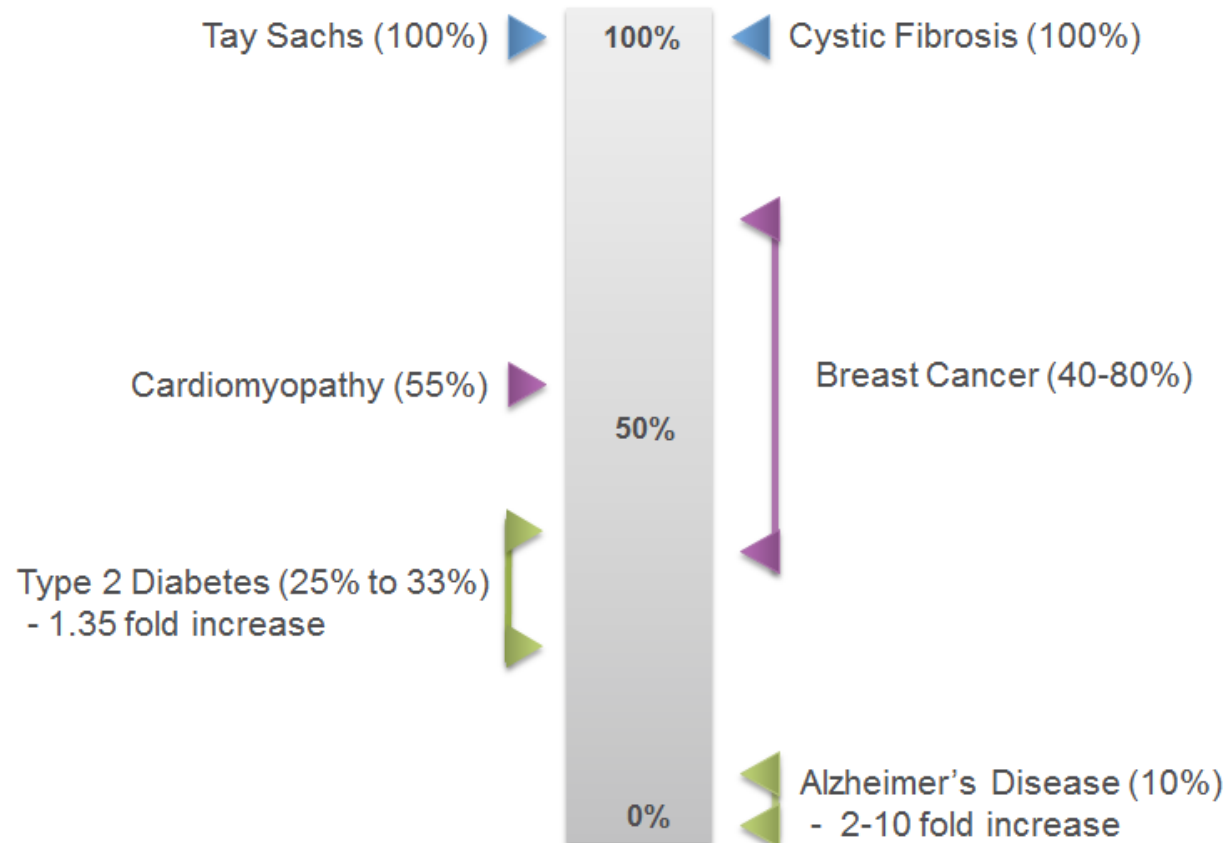 Tay Sachs (100%)
100%
Cystic Fibrosis (100%)
Cardiomyopathy (55%)
Breast Cancer (40-80%)
50%
Type 2 Diabetes (25% to 33%)
- 1.35 fold increase
Alzheimer's Disease (10%)
0%
- 2-10 fold increase